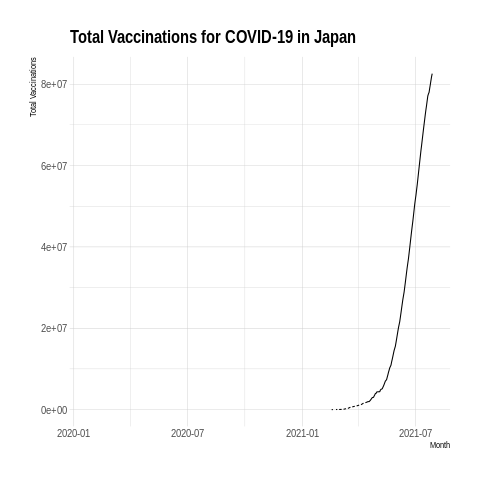 Total Vaccinations for COVID-19 in Japan
Total Vaccinations
8e+07
6e+07
4e+07
2e+07
0e+00
2020-01 2020-07 2021-01 2021-07
Month